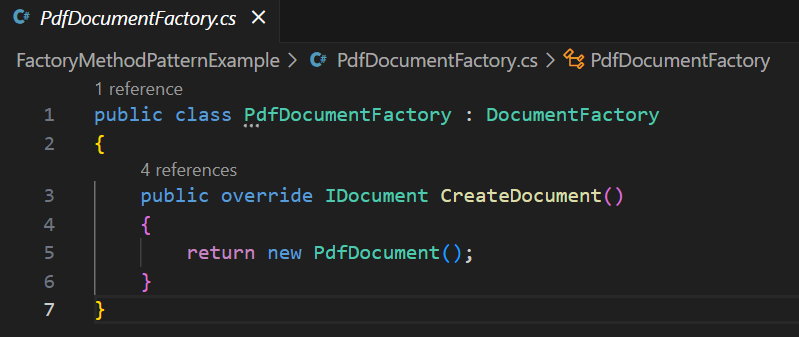 C# PdfDocumentFactory.cs ×
FactoryMethodPatternExample > C# PdfDocumentFactory.cs > PdfDocumentFactory
1 reference
1 public class PdfDocumentFactory : DocumentFactory
2 {
4 references
3     public override IDocument CreateDocument()
4     {
5         return new PdfDocument();
6     }
7 }